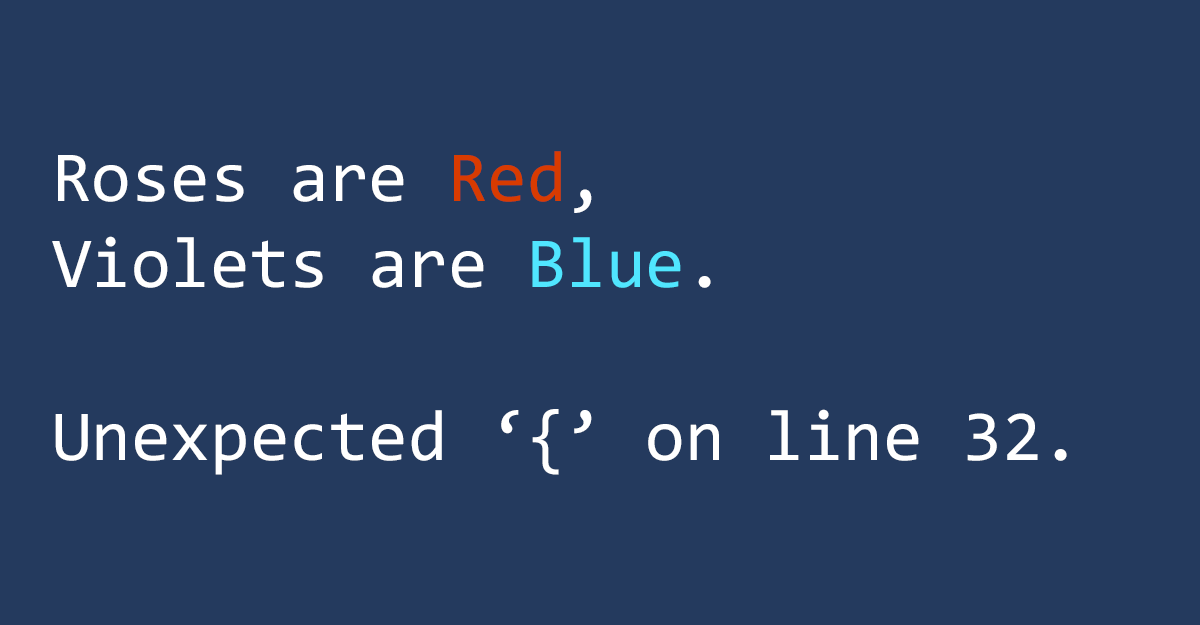 Roses are Red,
Violets are Blue.
Unexpected ‘{’ on line 32.